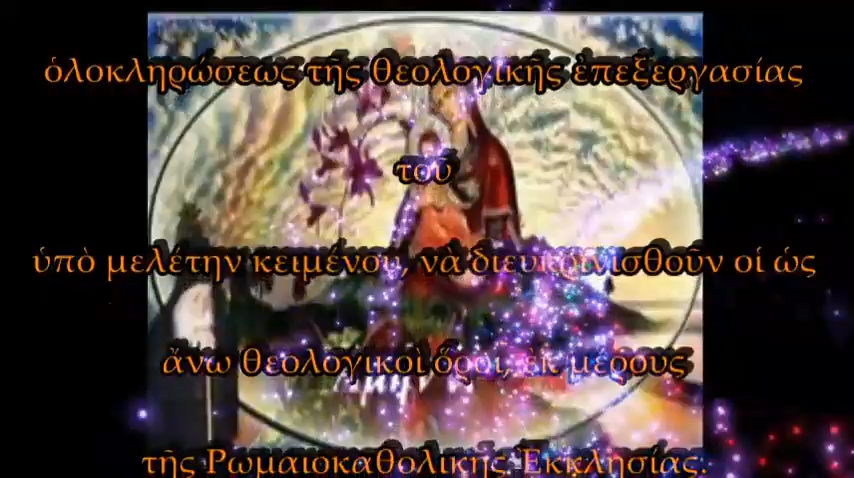 ὁλοκληρώσεως τῆς θεολογικῆς ἐπεξεργασίας
τοῦ
ὑπὸ μελέτην κειμένου, νὰ διευκρινισθοῦν οἱ ὡς
ἄνω θεολογικοὶ ὅροι, ἐκ μέρους
τῆς Ρωμαιοκαθολικῆς Ἐκκλησίας.